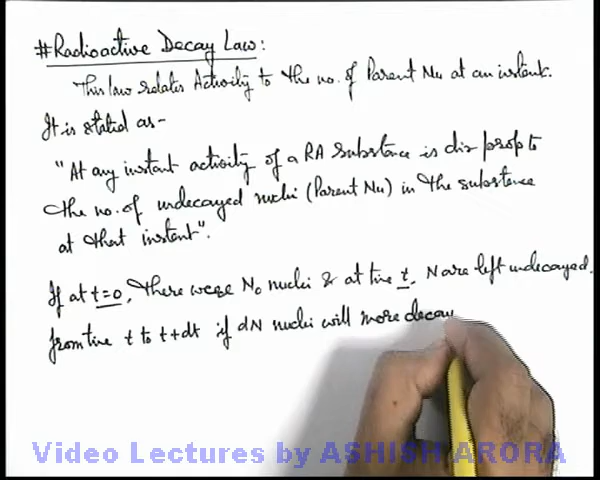 #Radioactive Decay Law:
This law relates Activity to the no. of Parent Nu at an instant.
It is stated as-
"At any instant activity of a RA Substance is dir prop to
the no. of undecayed nuclei (Parent Nu) in the substance
at that instant".
If at t=0, there were N₀ nuclei & at time t, N are left undecayed.
from time t to t+dt if dN nuclei will more decay
Video Lectures by ASHISH ARORA